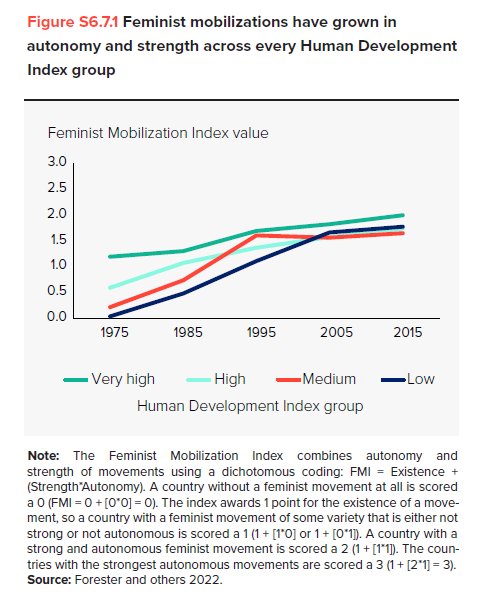 Figure S6.7.1 Feminist mobilizations have grown in
autonomy and strength across every Human Development
Index group
Feminist Mobilization Index value
3.0
2.5
2.0
1.5
1.0
0.5
0.0
1975 1985 1995 2005 2015
Very high High Medium Low
Human Development Index group
Note: The Feminist Mobilization Index combines autonomy and
strength of movements using a dichotomous coding: FMI = Existence +
(Strength*Autonomy). A country without a feminist movement at all is scored
a 0 (FMI = 0 + [0*0] = 0). The index awards 1 point for the existence of a move-
ment, so a country with a feminist movement of some variety that is either not
strong or not autonomous is scored a 1 (1 + [1*0] or 1 + [0*1]). A country with a
strong and autonomous feminist movement is scored a 2 (1 + [1*1]). The coun-
tries with the strongest autonomous movements are scored a 3 (1 + [2*1] = 3).
Source: Forester and others 2022.